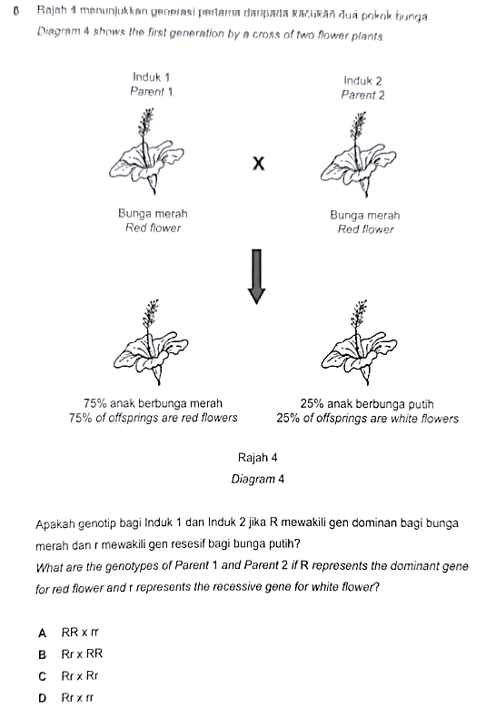 6 Rajah 4 menunjukkan generasi pertama daripada kacukan dua pokok bunga
Diagram 4 shows the first generation by a cross of two flower plants.
Induk 1
Parent 1
Induk 2
Parent 2
X
Bunga merah
Red flower
Bunga merah
Red flower
75% anak berbunga merah
75% of offsprings are red flowers
25% anak berbunga putih
25% of offsprings are white flowers
Rajah 4
Diagram 4
Apakah genotip bagi Induk 1 dan Induk 2 jika R mewakili gen dominan bagi bunga
merah dan r mewakili gen resesif bagi bunga putih?
What are the genotypes of Parent 1 and Parent 2 if R represents the dominant gene
for red flower and r represents the recessive gene for white flower?
A RR x rr
B Rr x RR
C Rr x Rr
D Rr x rr